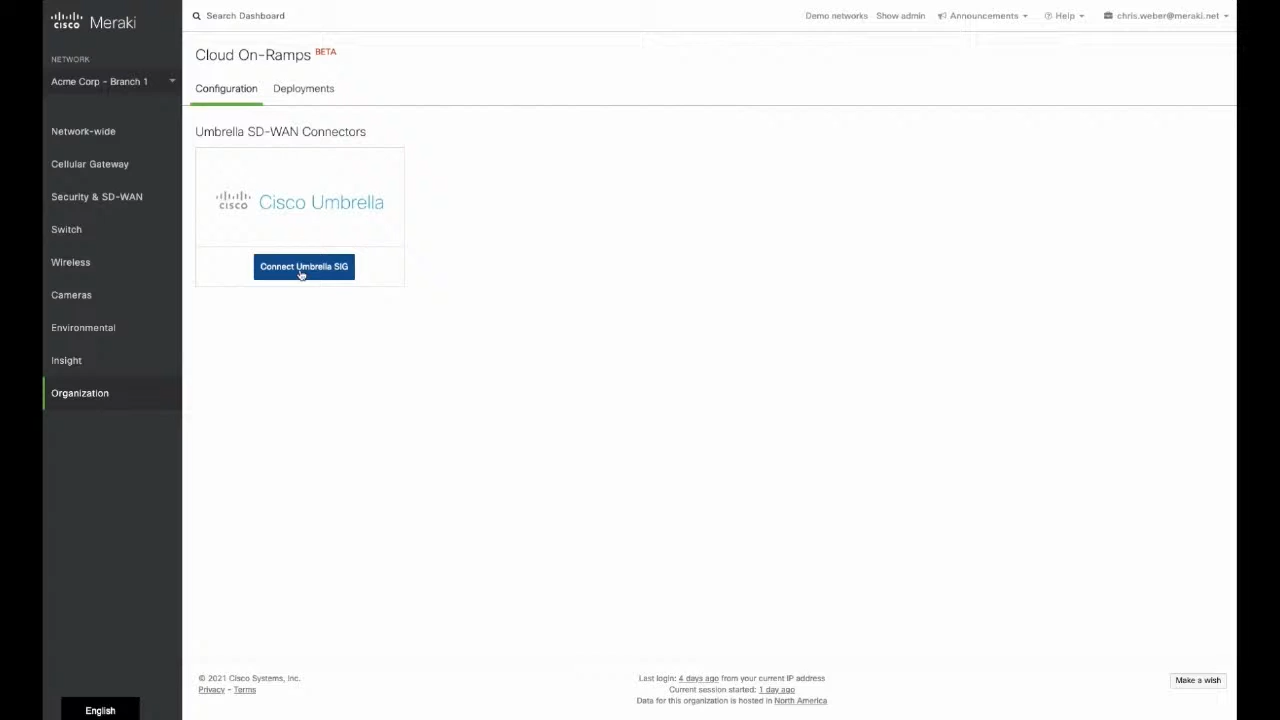 CISCO Meraki
Search Dashboard
Demo networks Show admin Announcements Help chris.weber@meraki.net
NETWORK
Acme Corp - Branch 1
Network-wide
Cellular Gateway
Security & SD-WAN
Switch
Wireless
Cameras
Environmental
Insight
Organization
English
Cloud On-Ramps BETA
Configuration Deployments
Umbrella SD-WAN Connectors
CISCO Cisco Umbrella
Connect Umbrella SIG
© 2021 Cisco Systems, Inc.
Privacy - Terms
Last login: 4 days ago from your current IP address
Current session started: 1 day ago
Data for this organization is hosted in North America
Make a wish